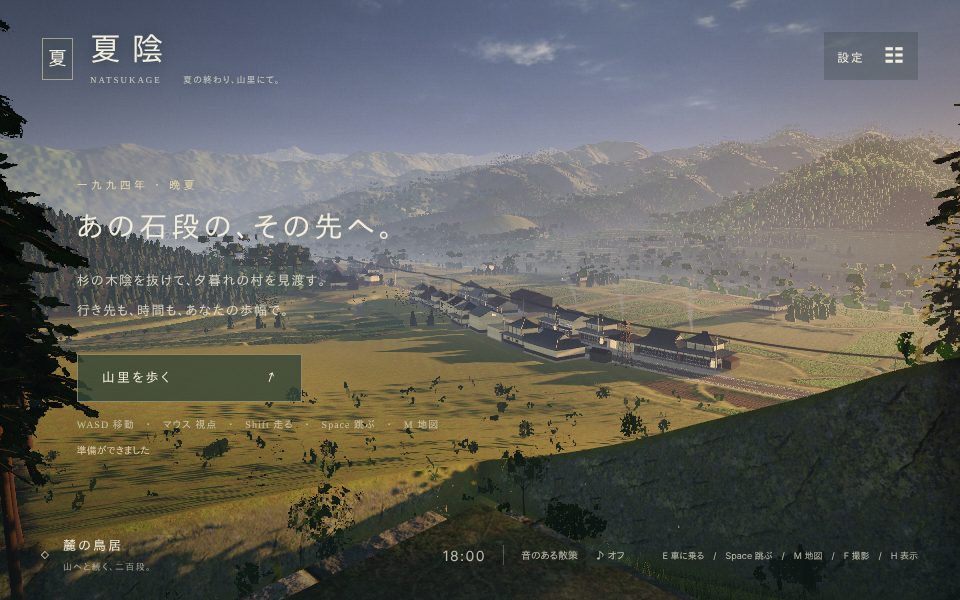 夏
夏陰
NATSUKAGE 夏の終わり、山里にて。
設定
一九九四年 · 晩夏
あの石段の、その先へ。
杉の木陰を抜けて、夕暮れの村を見渡す。
行き先も、時間も、あなたの歩幅で。
山里を歩く ↗
WASD 移動 · マウス 視点 · Shift 走る · Space 跳ぶ · M 地図
準備ができました
麓の鳥居
山へと続く、二百段。
18:00 音のある散策 ♪ オフ E 車に乗る / Space 跳ぶ / M 地図 / F 撮影 / H 表示